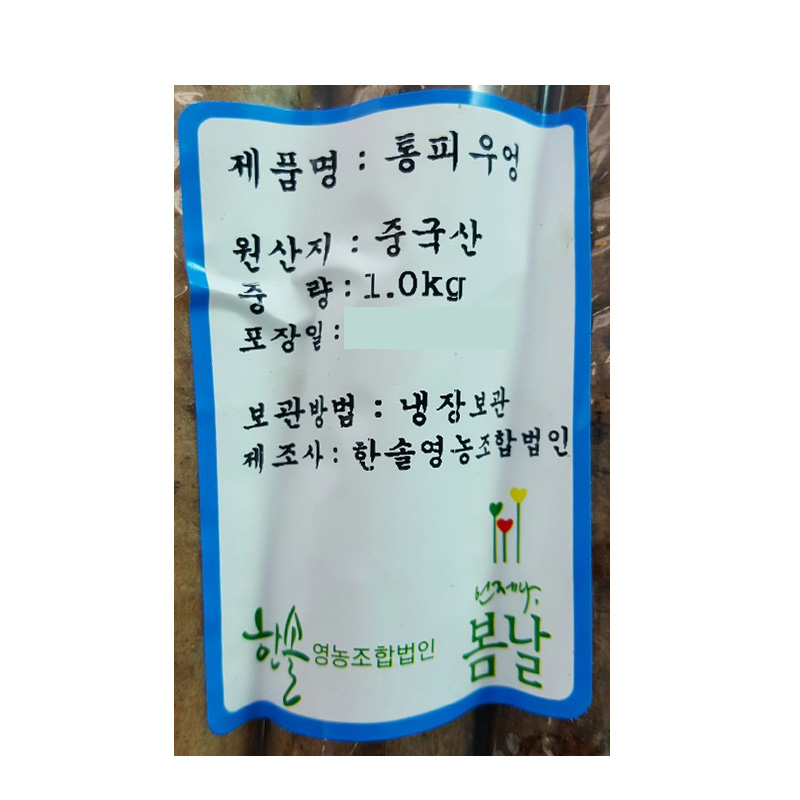 제품명 : 통피우엉
원산지 : 중국산
중 량 : 1.0kg
포장일 :
보관방법 : 냉장보관
제조사 : 한솔영농조합법인
언제나,
봄날
한솔 영농조합법인